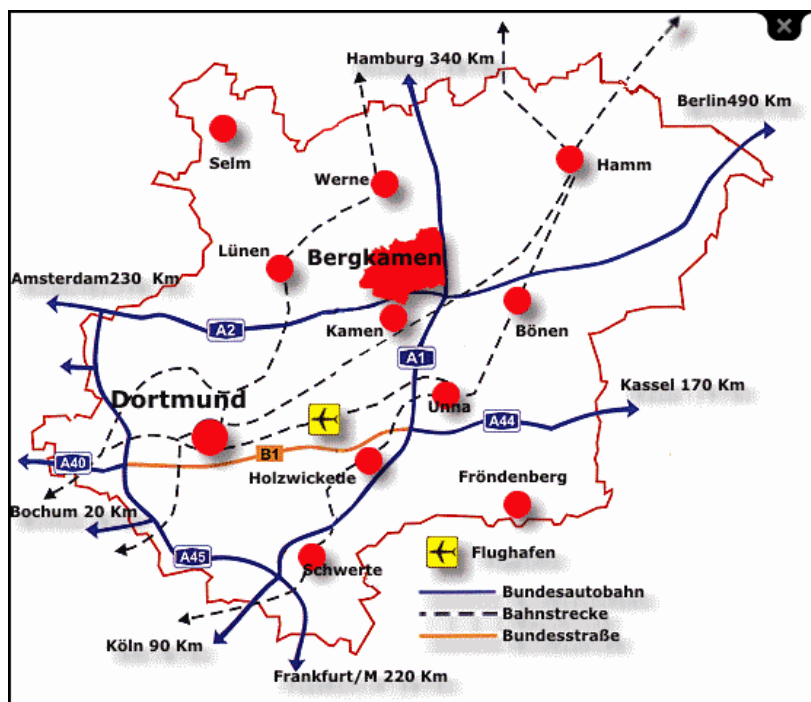 Hamburg 340 Km
Berlin490 Km
Selm
Hamm
Werne
Lünen
Bergkamen
Amsterdam230 Km
A2
Kamen
Bönen
A1
Dortmund
Kassel 170 Km
Unna
A44
B1
A40
Holzwickede
Fröndenberg
Bochum 20 Km
A45
Schwerte
Flughafen
Bundesautobahn
Bahnstrecke
Bundesstraße
Köln 90 Km
Frankfurt/M 220 Km